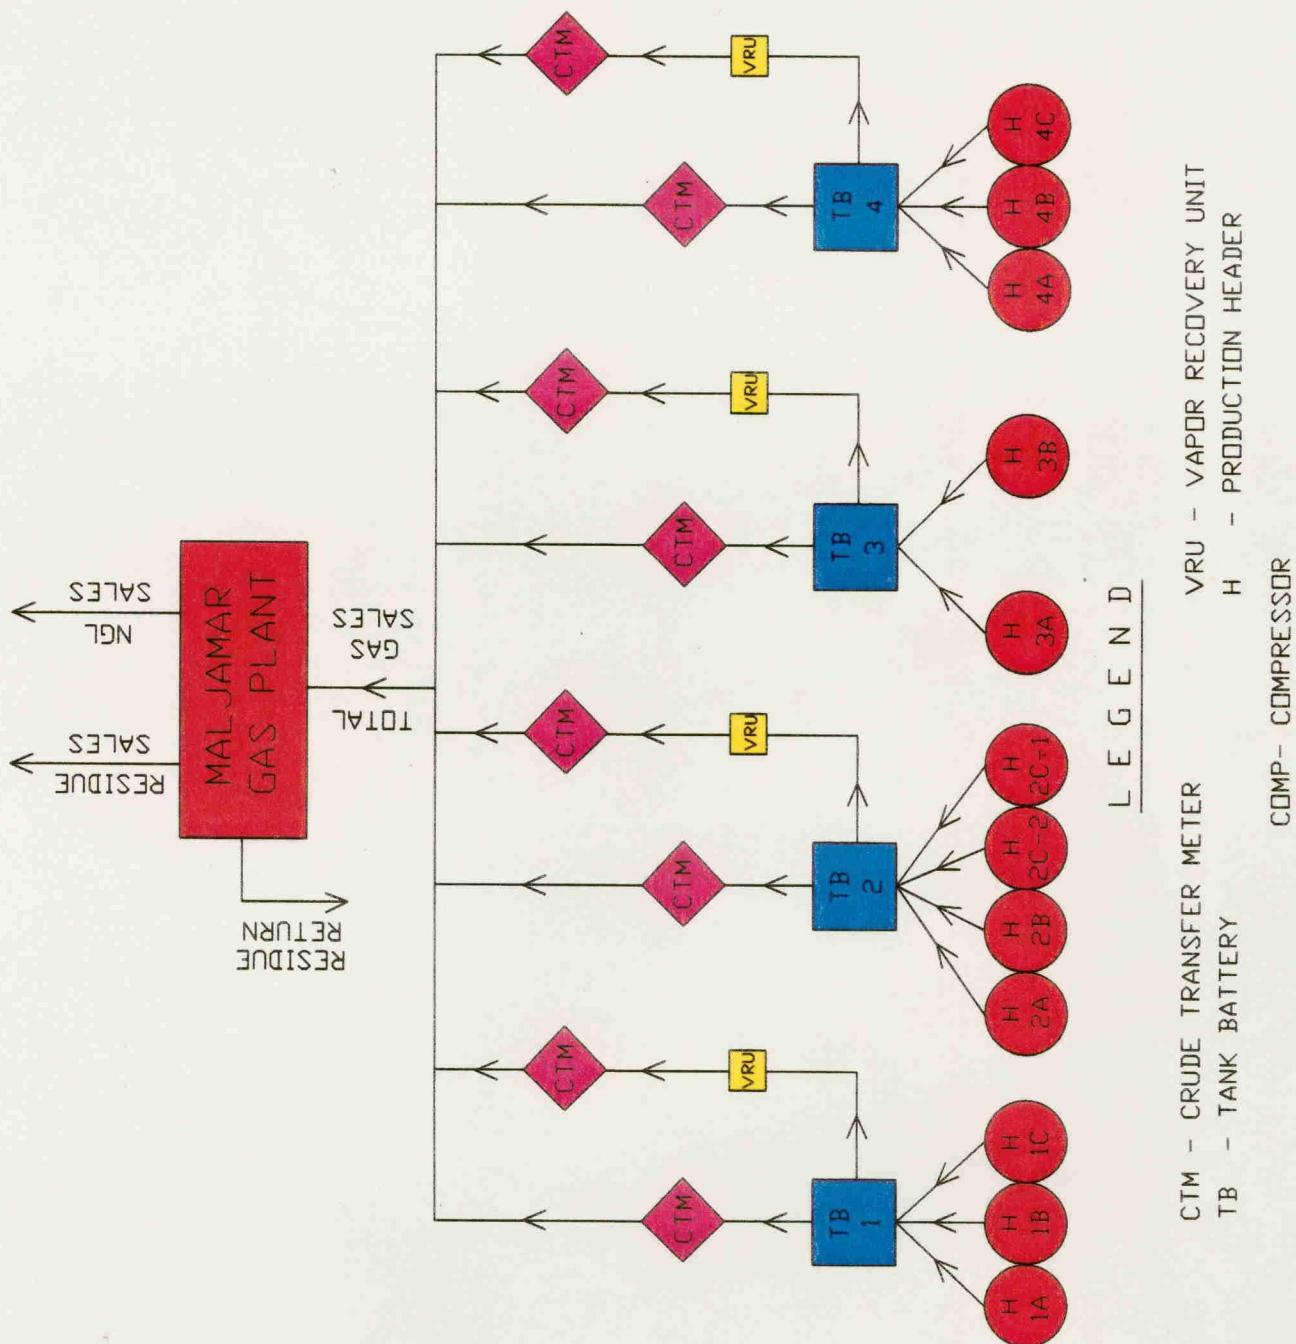 RESIDUE
SALES
NGL
SALES
MALJAMAR
GAS PLANT
RESIDUE
RETURN
TOTAL
GAS
SALES
CTM
CTM
CTM
CTM
CTM
CTM
CTM
CTM
VRU
VRU
VRU
VRU
TB
1
TB
2
TB
3
TB
4
H
1A
H
1B
H
1C
H
2A
H
2B
H
2C-2
H
2C-1
H
3A
H
3B
H
4A
H
4B
H
4C
LEGEND
CTM - CRUDE TRANSFER METER
TB - TANK BATTERY
VRU - VAPOR RECOVERY UNIT
H - PRODUCTION HEADER
COMP- COMPRESSOR